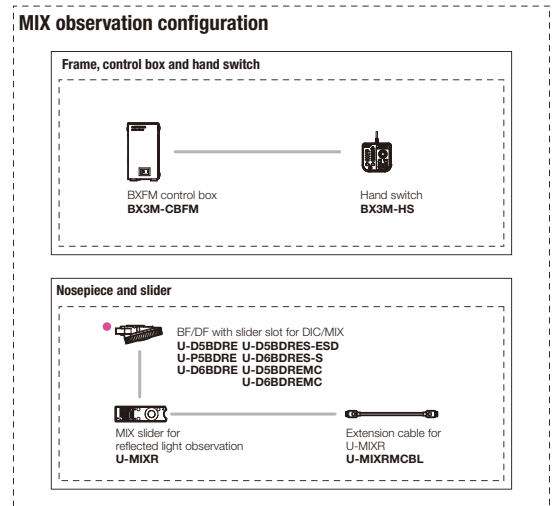 MIX observation configuration
Frame, control box and hand switch
BXFM control box
BX3M-CBFM
Hand switch
BX3M-HS
Nosepiece and slider
BF/DF with slider slot for DIC/MIX
U-D5BDRE U-D5BDRES-ESD
U-P5BDRE U-D6BDRES-S
U-D6BDRE U-D5BDREMC
U-D6BDREMC
MIX slider for
reflected light observation
U-MIXR
Extension cable for
U-MIXR
U-MIXRMCBL